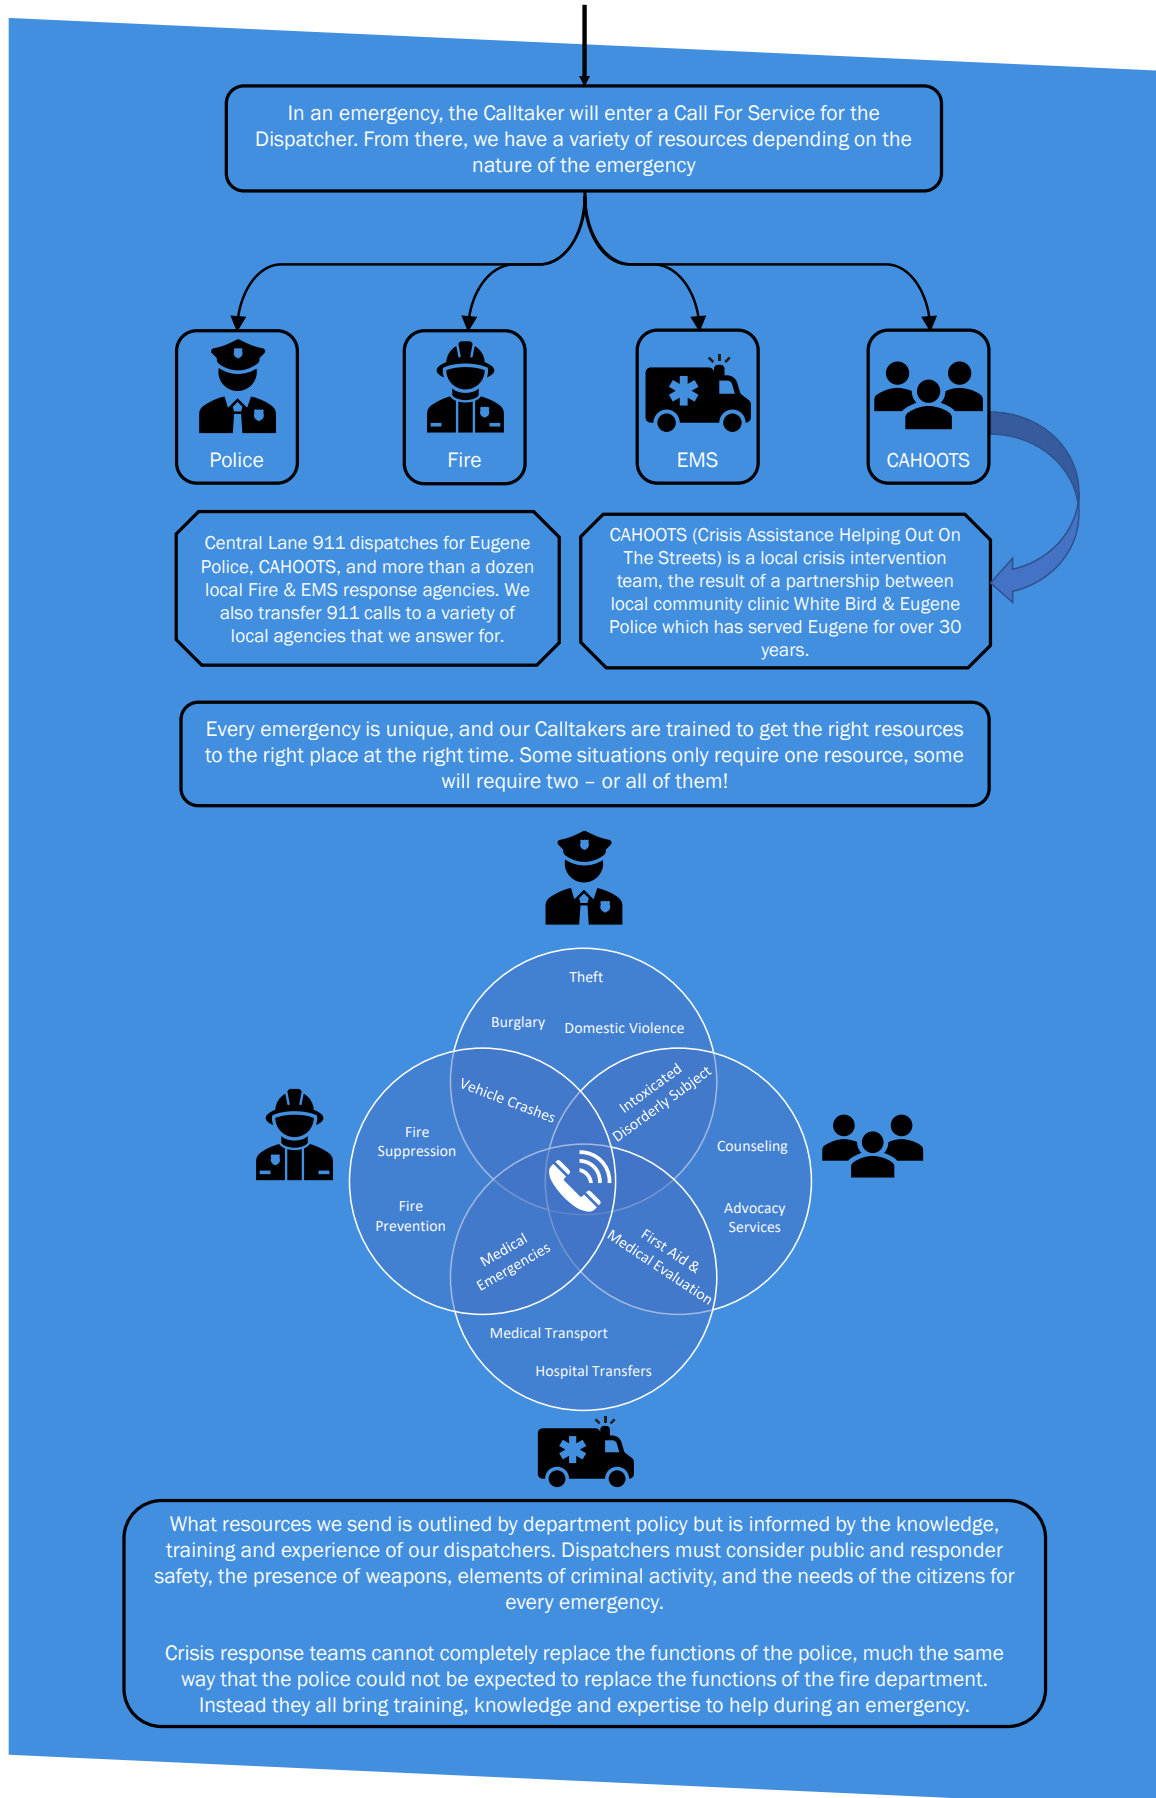 In an emergency, the Calltaker will enter a Call For Service for the
Dispatcher. From there, we have a variety of resources depending on the
nature of the emergency
Police
Fire
EMS
CAHOOTS
Central Lane 911 dispatches for Eugene
Police, CAHOOTS, and more than a dozen
local Fire & EMS response agencies. We
also transfer 911 calls to a variety of
local agencies that we answer for.
CAHOOTS (Crisis Assistance Helping Out On
The Streets) is a local crisis intervention
team, the result of a partnership between
local community clinic White Bird & Eugene
Police which has served Eugene for over 30
years.
Every emergency is unique, and our Calltakers are trained to get the right resources
to the right place at the right time. Some situations only require one resource, some
will require two – or all of them!
Theft
Burglary
Domestic Violence
Vehicle Crashes
Intoxicated
Disorderly Subject
Fire
Suppression
Counseling
Fire
Prevention
Advocacy
Services
Medical
Emergencies
First Aid &
Medical Evaluation
Medical Transport
Hospital Transfers
What resources we send is outlined by department policy but is informed by the knowledge,
training and experience of our dispatchers. Dispatchers must consider public and responder
safety, the presence of weapons, elements of criminal activity, and the needs of the citizens for
every emergency.
Crisis response teams cannot completely replace the functions of the police, much the same
way that the police could not be expected to replace the functions of the fire department.
Instead they all bring training, knowledge and expertise to help during an emergency.